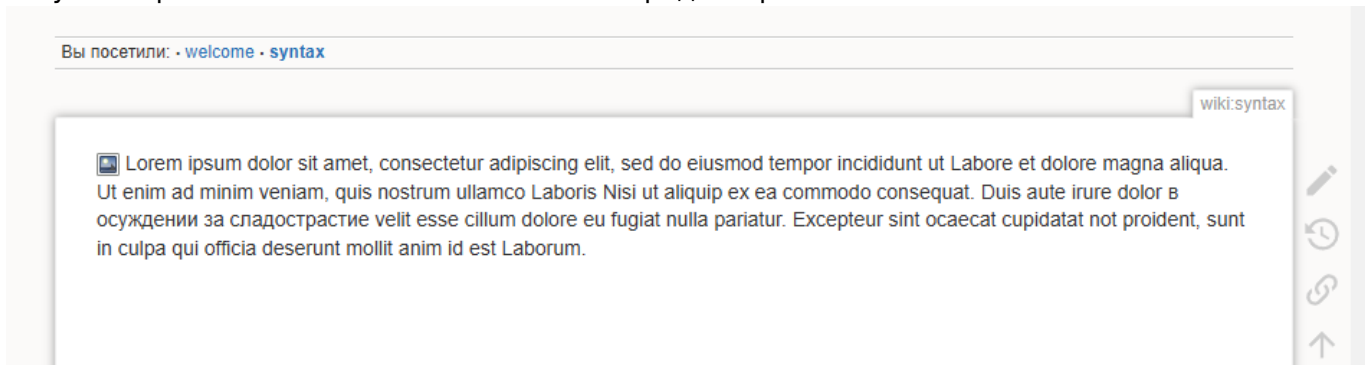 Вы посетили: • welcome • syntax
wiki:syntax
Lorem ipsum dolor sit amet, consectetur adipiscing elit, sed do eiusmod tempor incididunt ut Labore et dolore magna aliqua.
Ut enim ad minim veniam, quis nostrum ullamco Laboris Nisi ut aliquip ex ea commodo consequat. Duis aute irure dolor в
осуждении за сладострастие velit esse cillum dolore eu fugiat nulla pariatur. Excepteur sint ocaecat cupidatat not proident, sunt
in culpa qui officia deserunt mollit anim id est Laborum.